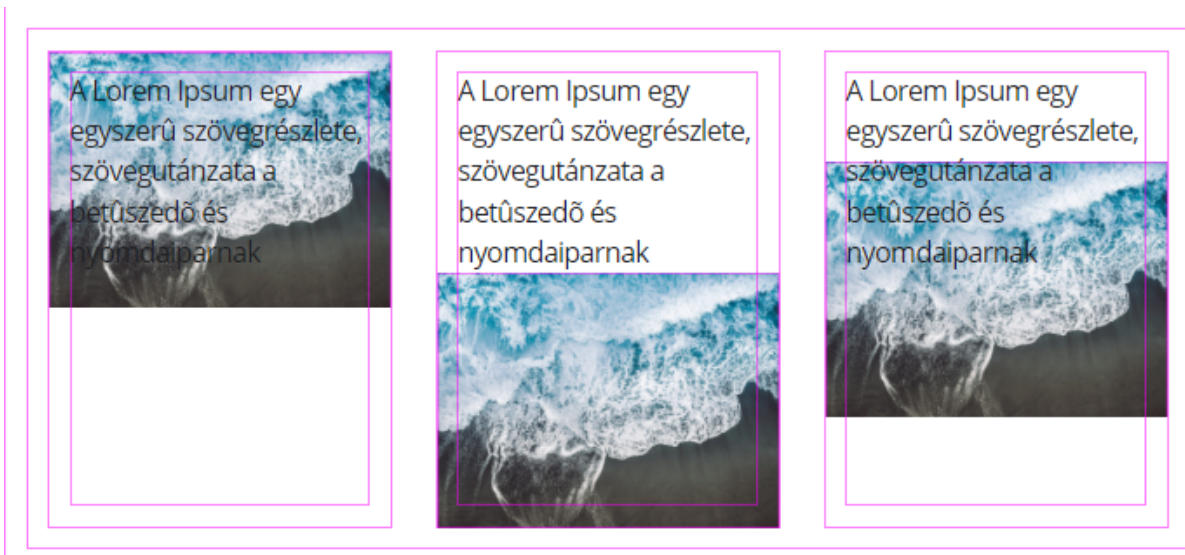 A Lorem Ipsum egy
egyszerû szövegrészlete,
szövegutánzata a
betûszedõ és
nyomdaiparnak
A Lorem Ipsum egy
egyszerû szövegrészlete,
szövegutánzata a
betûszedõ és
nyomdaiparnak
A Lorem Ipsum egy
egyszerû szövegrészlete,
szövegutánzata a
betûszedõ és
nyomdaiparnak